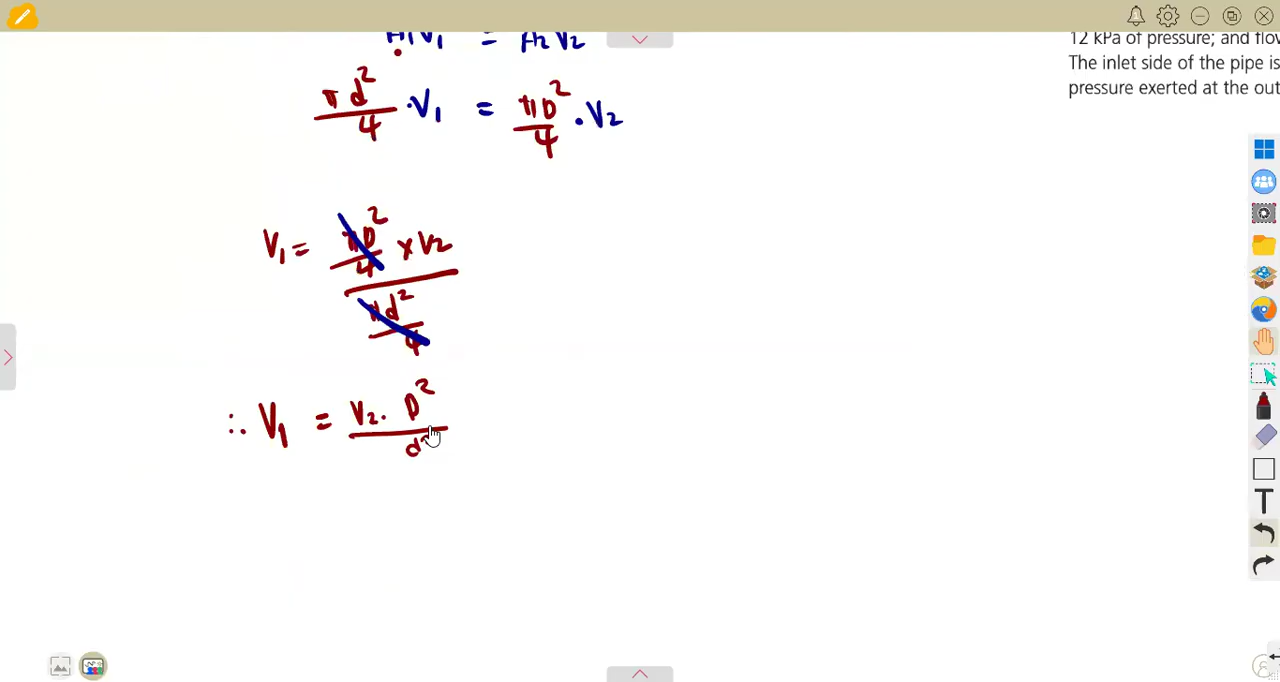 A₁V₁ = A₂V₂
12 kPa of pressure; and flow
The inlet side of the pipe is
pressure exerted at the out
πd²/4 · V₁ = πD²/4 · V₂
V₁ = (πD²/4 × V₂) / (πd²/4)
∴ V₁ = V₂ · D² / d²
T